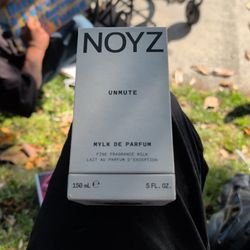 NOYZ
UNMUTE
MYLK DE PARFUM
FINE FRAGRANCE MILK
LAIT AU PARFUM D'EXCEPTION
150 mL ℮ 5 FL. OZ.